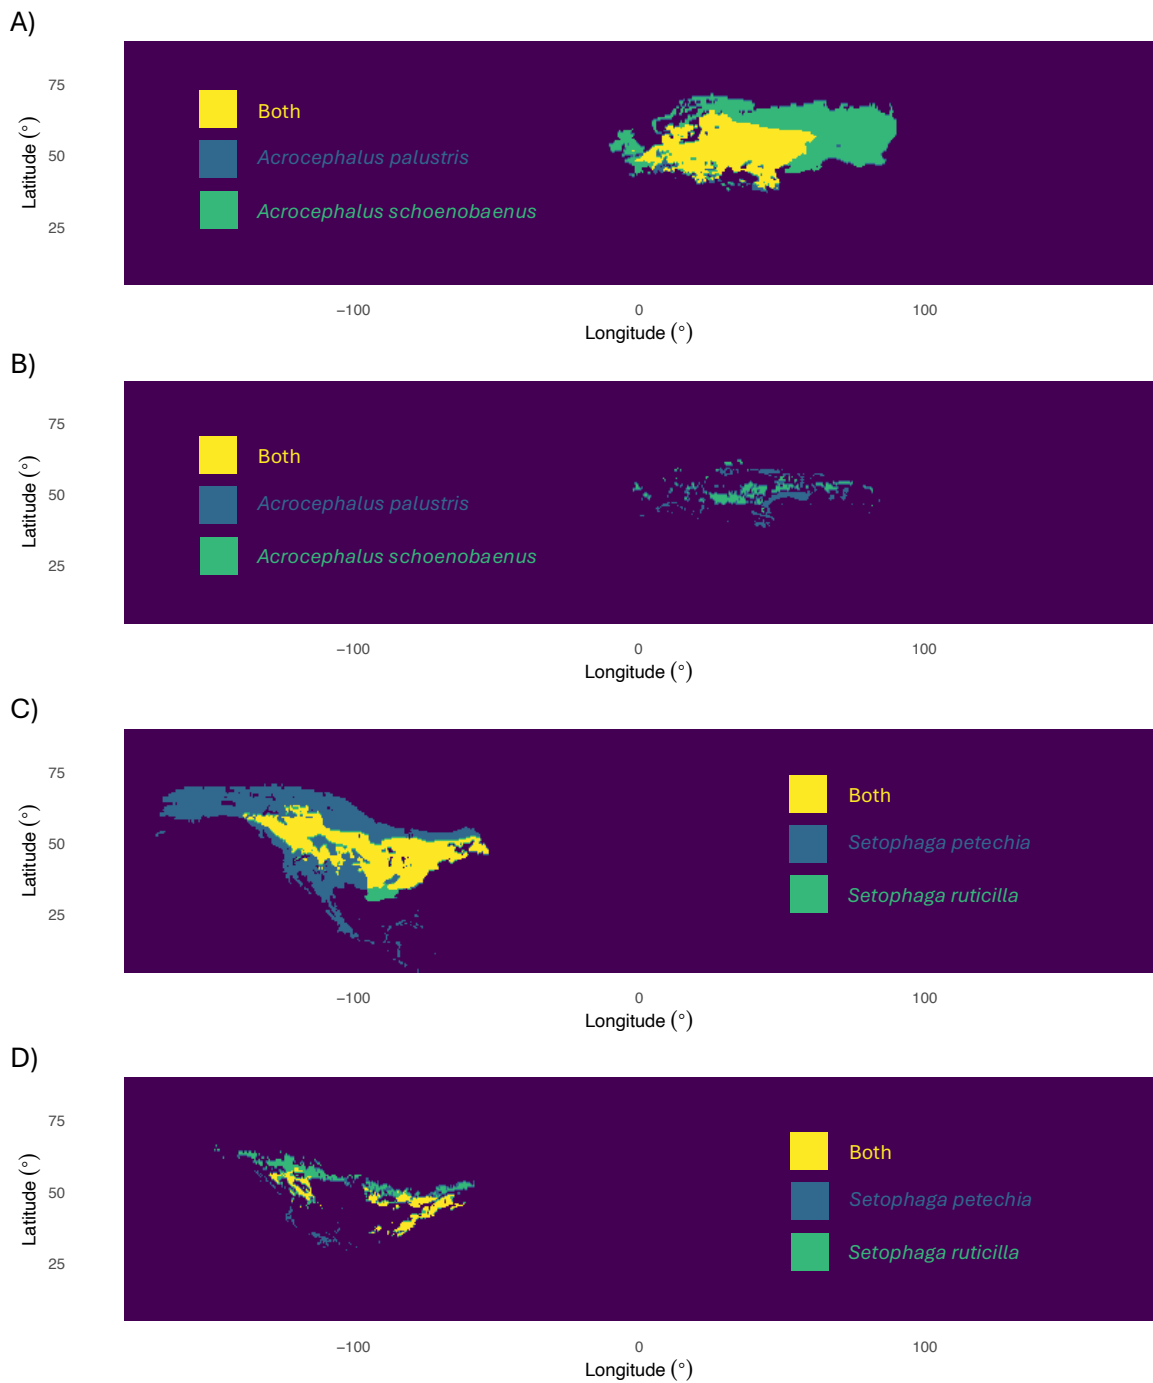 A)
75
50
25
Latitude (°)
Both
Acrocephalus palustris
Acrocephalus schoenobaenus
−100
0
100
Longitude (°)
B)
75
50
25
Latitude (°)
Both
Acrocephalus palustris
Acrocephalus schoenobaenus
−100
0
100
Longitude (°)
C)
75
50
25
Latitude (°)
Both
Setophaga petechia
Setophaga ruticilla
−100
0
100
Longitude (°)
D)
75
50
25
Latitude (°)
Both
Setophaga petechia
Setophaga ruticilla
−100
0
100
Longitude (°)